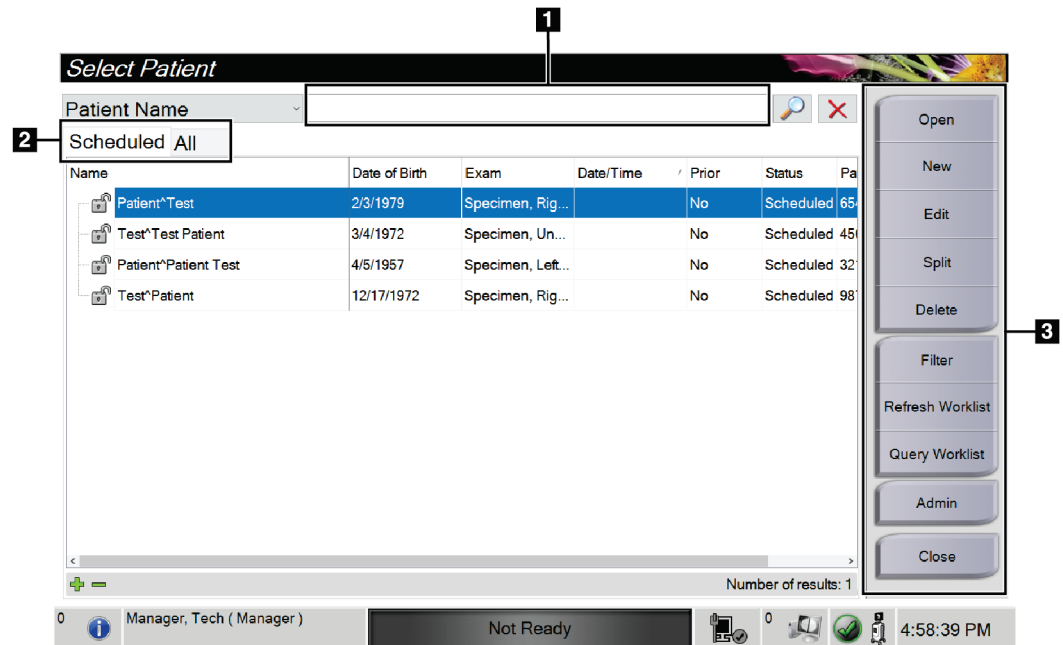 1
Select Patient
Patient Name
2
Scheduled All
Name Date of Birth Exam Date/Time Prior Status Pa
Patient^Test 2/3/1979 Specimen, Rig... No Scheduled 654
Test^Test Patient 3/4/1972 Specimen, Un... No Scheduled 456
Patient^Patient Test 4/5/1957 Specimen, Left... No Scheduled 321
Test^Patient 12/17/1972 Specimen, Rig... No Scheduled 987
Number of results: 1
Open
New
Edit
Split
Delete
3
Filter
Refresh Worklist
Query Worklist
Admin
Close
0 Manager, Tech ( Manager ) Not Ready 0 4:58:39 PM